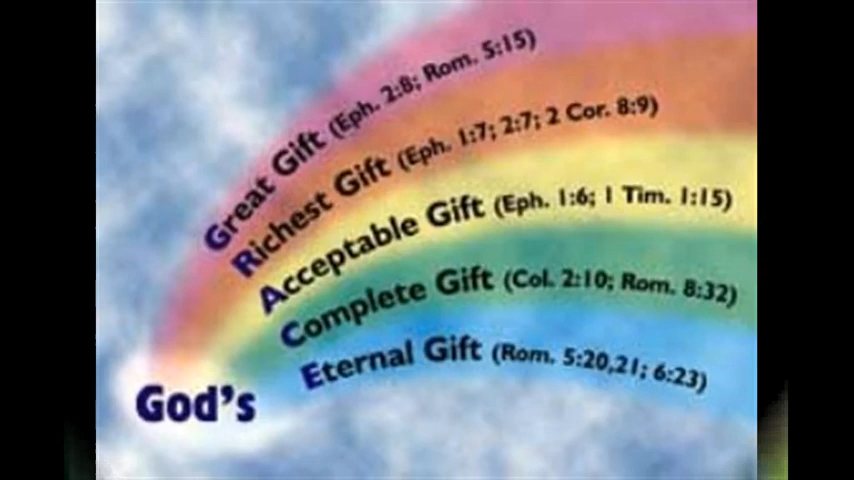 Great Gift (Eph. 2:8; Rom. 5:15)
Richest Gift (Eph. 1:7; 2:7; 2 Cor. 8:9)
Acceptable Gift (Eph. 1:6; 1 Tim. 1:15)
Complete Gift (Col. 2:10; Rom. 8:32)
Eternal Gift (Rom. 5:20,21; 6:23)
God's